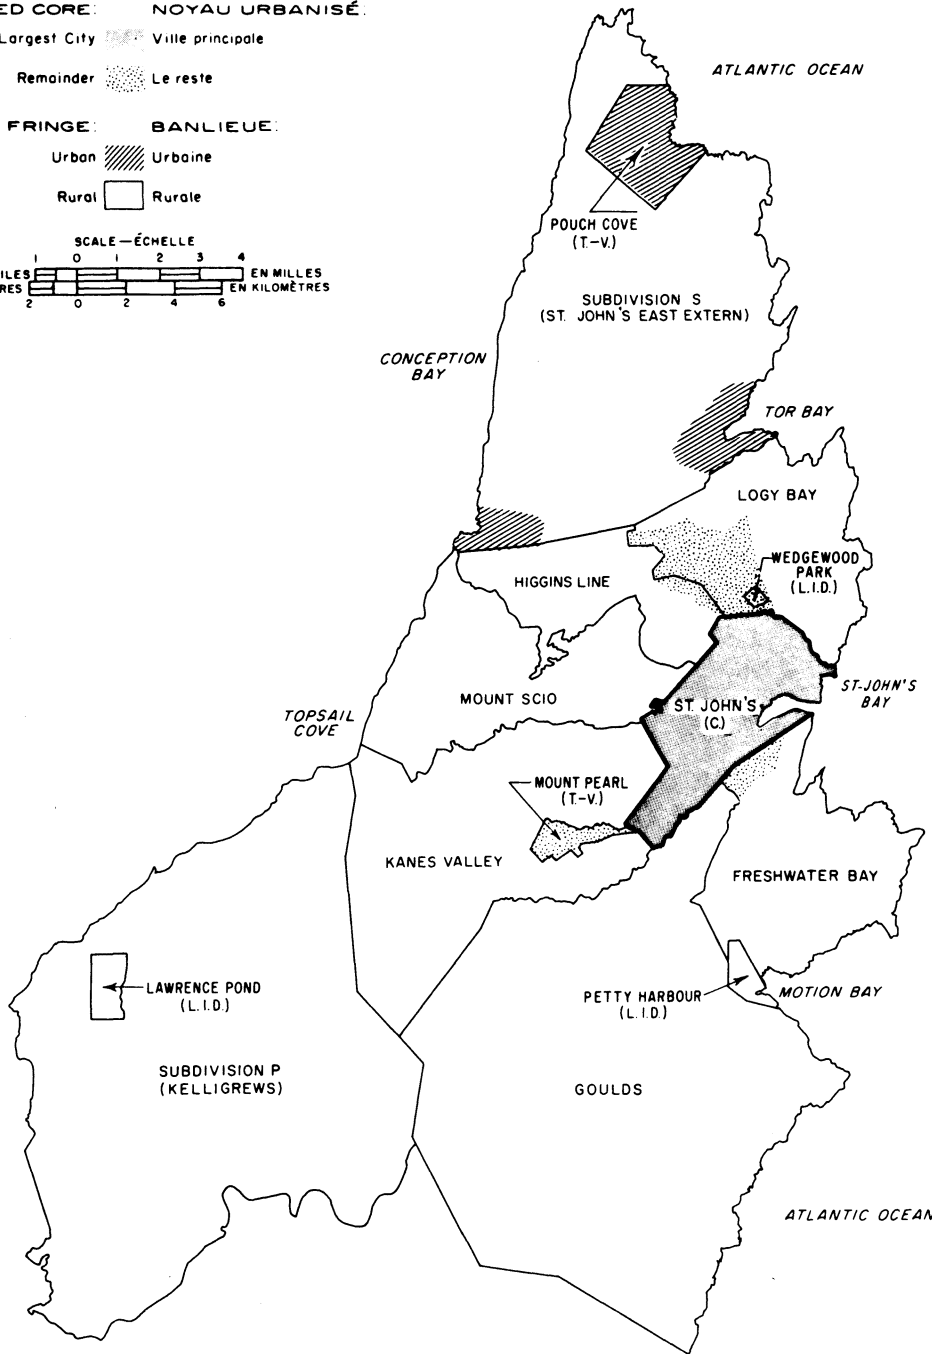 ED CORE: NOYAU URBANISÉ:
Largest City Ville principale
Remainder Le reste
FRINGE: BANLIEUE:
Urban Urbaine
Rural Rurale
SCALE—ÉCHELLE
1 0 1 2 3 4
ILES EN MILLES
RES EN KILOMÈTRES
2 0 2 4 6
ATLANTIC OCEAN
POUCH COVE
(T.-V.)
SUBDIVISION S
(ST. JOHN'S EAST EXTERN)
CONCEPTION
BAY
TOR BAY
LOGY BAY
WEDGEWOOD
PARK
(L.I.D.)
HIGGINS LINE
MOUNT SCIO
ST-JOHN'S
BAY
ST. JOHN'S
(C.)
TOPSAIL
COVE
MOUNT PEARL
(T.-V.)
KANES VALLEY
FRESHWATER BAY
LAWRENCE POND
(L.I.D.)
PETTY HARBOUR
(L.I.D.)
MOTION BAY
SUBDIVISION P
(KELLIGREWS)
GOULDS
ATLANTIC OCEAN